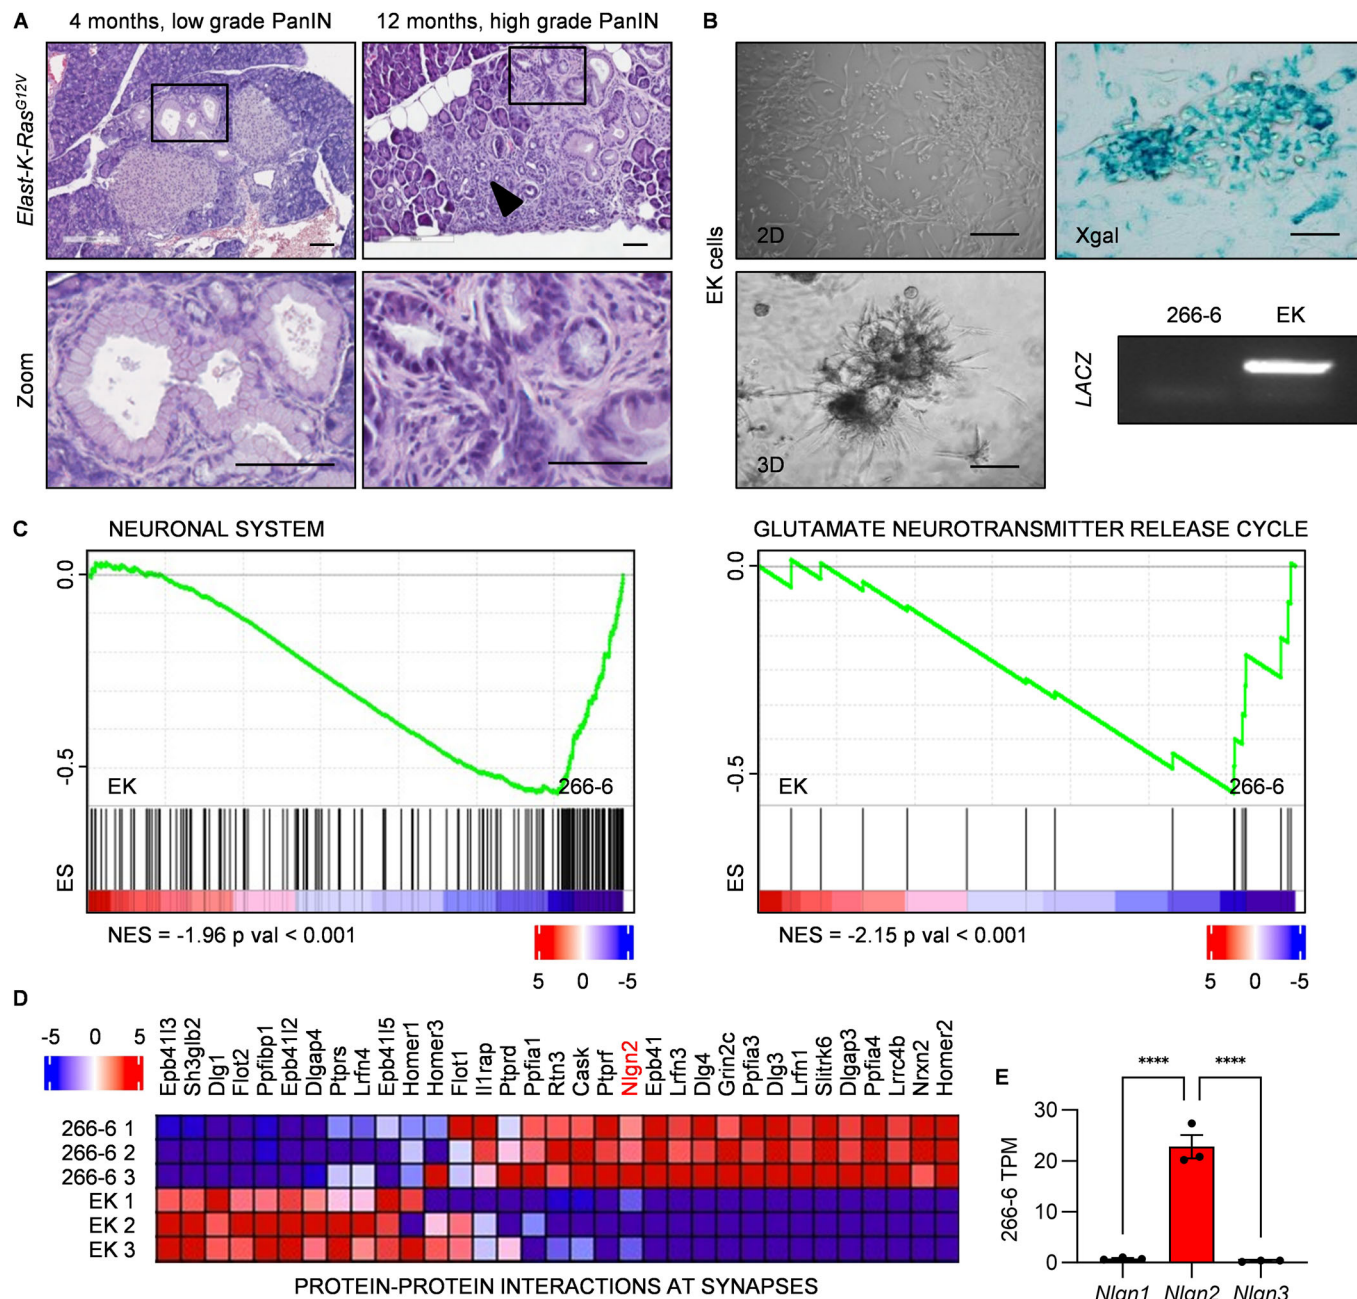 A
4 months, low grade PanIN
12 months, high grade PanIN
B
Elast-K-Ras^G12V
Zoom
EK cells
2D
Xgal
3D
266-6 EK
LACZ
C
NEURONAL SYSTEM
0.0
-0.5
EK
266-6
ES
NES = -1.96 p val < 0.001
5 0 -5
GLUTAMATE NEUROTRANSMITTER RELEASE CYCLE
0.0
-0.5
EK
266-6
ES
NES = -2.15 p val < 0.001
5 0 -5
D
-5 0 5
Epb41l3
Sh3glb2
Dlg1
Flot2
Ppfibp1
Epb41l2
Dlgap4
Ptprs
Lrfn4
Epb41l5
Homer1
Homer3
Flot1
Il1rap
Ptprd
Ppfia1
Rtn3
Cask
Ptprf
Nlgn2
Epb41
Lrfn3
Dlg4
Grin2c
Ppfia3
Dlg3
Lrfn1
Slitrk6
Dlgap3
Ppfia4
Lrrc4b
Nrxn2
Homer2
266-6 1
266-6 2
266-6 3
EK 1
EK 2
EK 3
PROTEIN-PROTEIN INTERACTIONS AT SYNAPSES
E
**** ****
30
20
10
0
266-6 TPM
Nlgn1 Nlgn2 Nlgn3